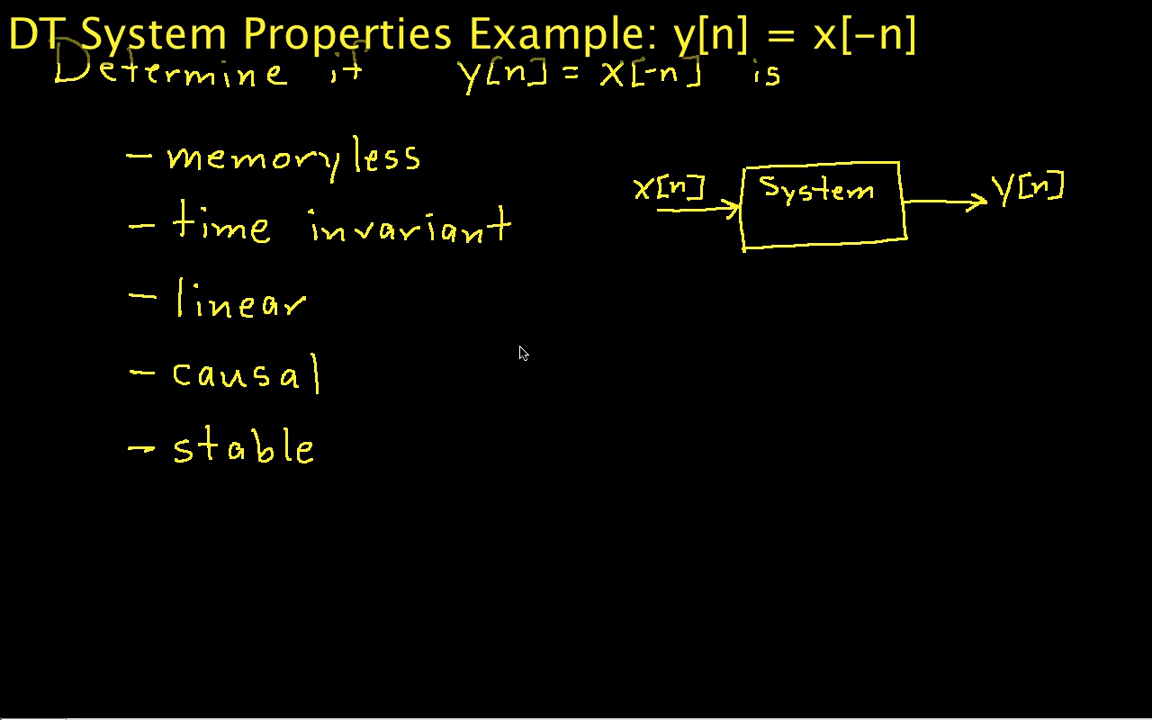 DT System Properties Example: y[n] = x[-n]
Determine if y[n] = x[-n] is
- memoryless
- time invariant
- linear
- causal
- stable
x[n] System y[n]